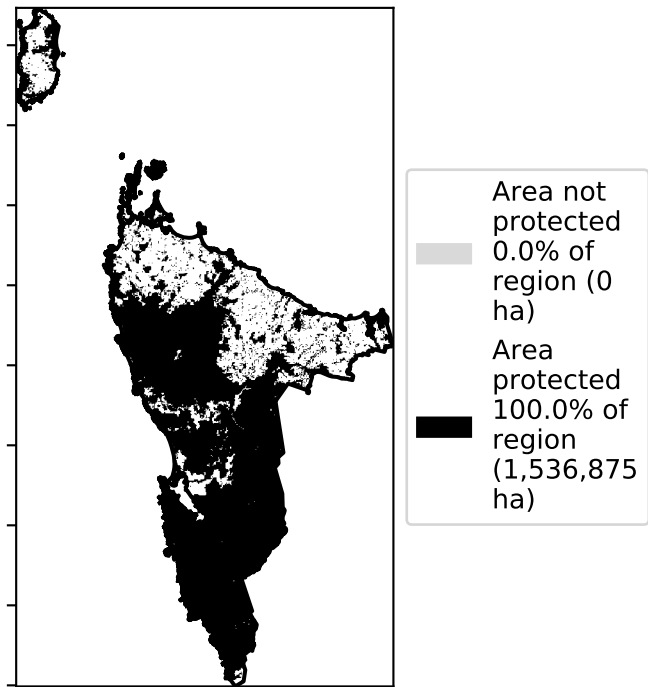 Area not
protected
0.0% of
region (0
ha)
Area
protected
100.0% of
region
(1,536,875
ha)